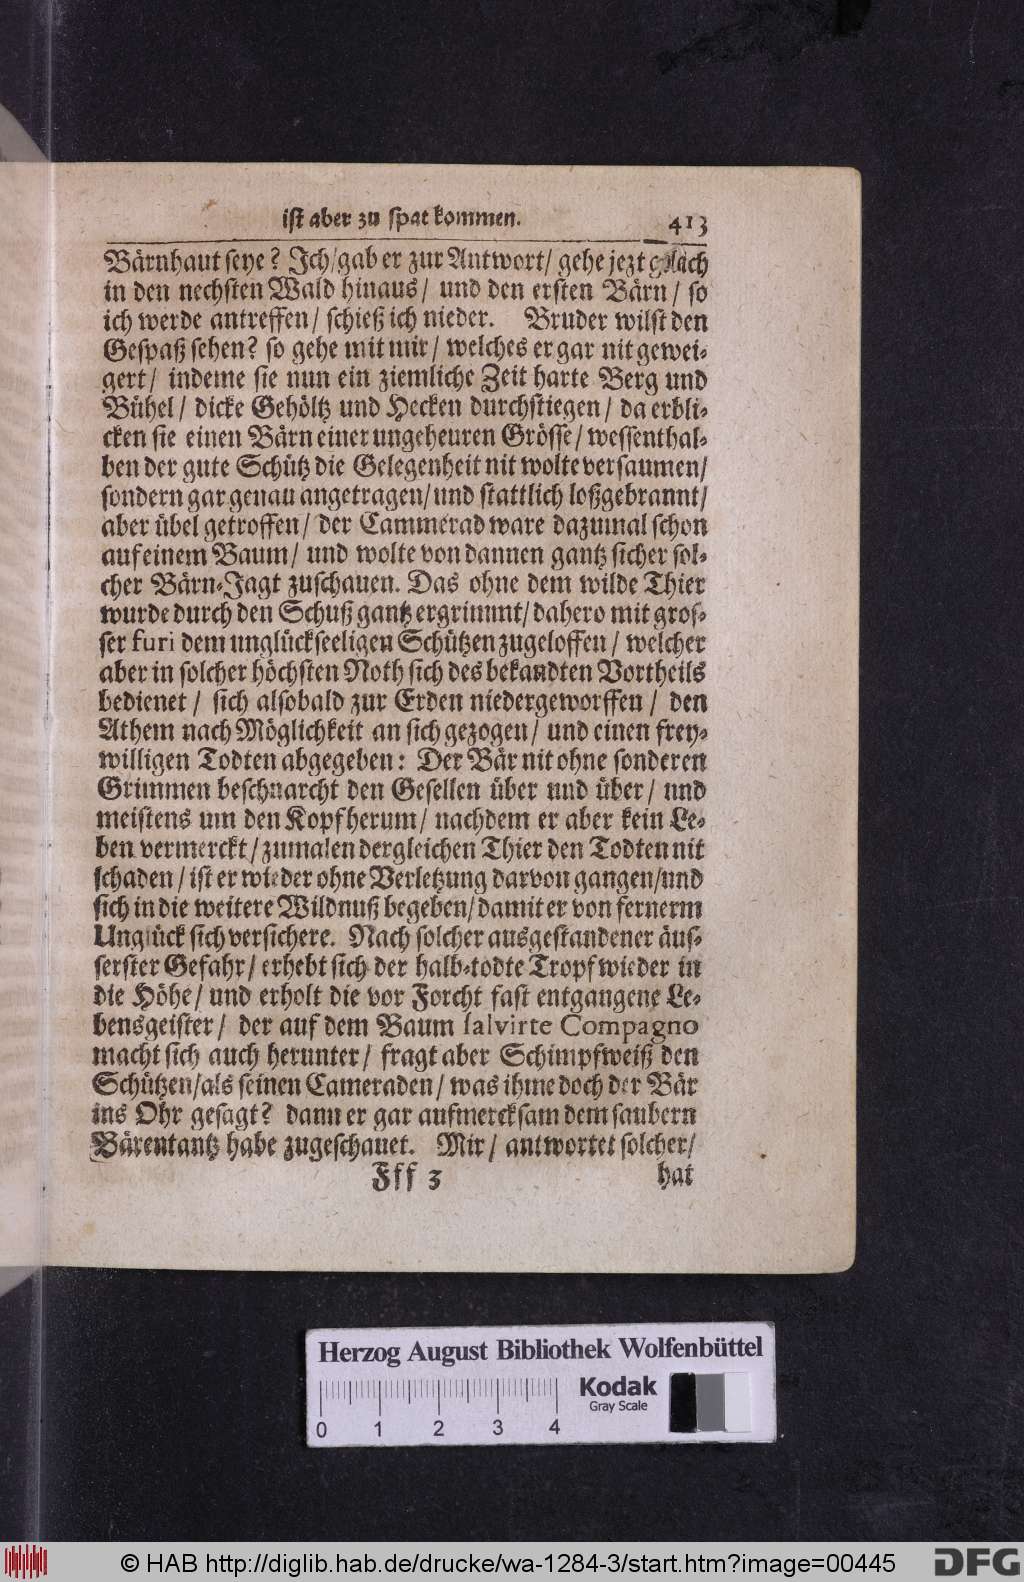 ist aber zu spat kommen. 413
Bärnhaut seye? Ich/ gab er zur Antwort/ gehe jezt gleich
in den nechsten Wald hinaus/ und den ersten Bärn/ so
ich werde antreffen/ schieß ich nieder. Bruder wilst den
Gespaß sehen? so gehe mit mir/ welches er gar nit gewei-
gert/ indeme sie nun ein ziemliche Zeit harte Berg und
Bühel/ dicke Gehöltz und Hecken durchstiegen/ da erbli-
cken sie einen Bärn einer ungeheuren Grösse/ wessenthal-
ben der gute Schütz die Gelegenheit nit wolte versaumen/
sondern gar genau angetragen/ und stattlich loßgebrannt/
aber übel getroffen/ der Cammerad ware dazumal schon
auf einem Baum/ und wolte von dannen gantz sicher sol-
cher Bärn-Jagt zuschauen. Das ohne dem wilde Thier
wurde durch den Schuß gantz ergrimmt/ dahero mit gros-
ser furi dem unglückseeligen Schützen zugeloffen/ welcher
aber in solcher höchsten Noth sich des bekandten Vortheils
bedienet/ sich alsobald zur Erden niedergeworffen/ den
Athem nach Möglichkeit an sich gezogen/ und einen frey-
willigen Todten abgegeben: Der Bär nit ohne sonderen
Grimmen beschnarcht den Gesellen über und über/ und
meistens um den Kopf herum/ nachdem er aber kein Le-
ben vermerckt/ zumalen dergleichen Thier den Todten nit
schaden/ ist er wieder ohne Verletzung darvon gangen/ und
sich in die weitere Wildnuß begeben/ damit er von fernerm
Unglück sich versichere. Nach solcher ausgestandener äus-
serster Gefahr/ erhebt sich der halb-todte Tropf wieder in
die Höhe/ und erholt die vor Forcht fast entgangene Le-
bensgeister/ der auf dem Baum salvirte Compagno
macht sich auch herunter/ fragt aber Schimpfweiß den
Schützen/ als seinen Cameraden/ was ihme doch der Bär
ins Ohr gesagt? dann er gar aufmercksam dem saubern
Bärentantz habe zugeschauet. Mir/ antwortet solcher/
Fff 3 hat
Herzog August Bibliothek Wolfenbüttel
Kodak
Gray Scale
0 1 2 3 4
© HAB http://diglib.hab.de/drucke/wa-1284-3/start.htm?image=00445
DFG